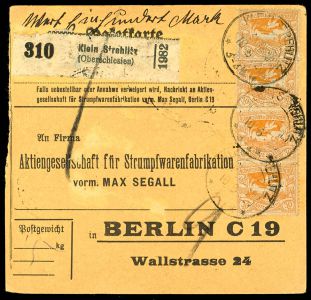 Wert Einhundert Mark
Postkarte
310
Klein Strehlitz
(Oberschlesien)
1982
Falls unbestellbar oder Annahme verweigert wird, Nachricht an Aktien-
gesellschaft für Strumpfwarenfabrikation vorm. Max Segall, Berlin C 19
An Firma
Aktiengesellschaft für Strumpfwarenfabrikation
vorm. MAX SEGALL
Postgewicht
kg
in BERLIN C 19
Wallstrasse 24